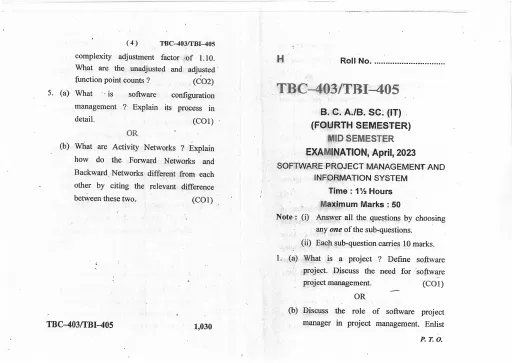 ( 4 ) TBC–403/TBI–405
complexity adjustment factor of 1.10.
What are the unadjusted and adjusted
function point counts ? (CO2)
5. (a) What is software configuration
management ? Explain its process in
detail. (CO1)
OR
(b) What are Activity Networks ? Explain
how do the Forward Networks and
Backward Networks different from each
other by citing the relevant difference
between these two. (CO1)
TBC–403/TBI–405 1,030
H Roll No. ..............................
TBC–403/TBI–405
B. C. A./B. SC. (IT)
(FOURTH SEMESTER)
MID SEMESTER
EXAMINATION, April, 2023
SOFTWARE PROJECT MANAGEMENT AND
INFORMATION SYSTEM
Time : 1½ Hours
Maximum Marks : 50
Note : (i) Answer all the questions by choosing
any one of the sub-questions.
(ii) Each sub-question carries 10 marks.
1. (a) What is a project ? Define software
project. Discuss the need for software
project management. (CO1)
OR
(b) Discuss the role of software project
manager in project management. Enlist
P. T. O.